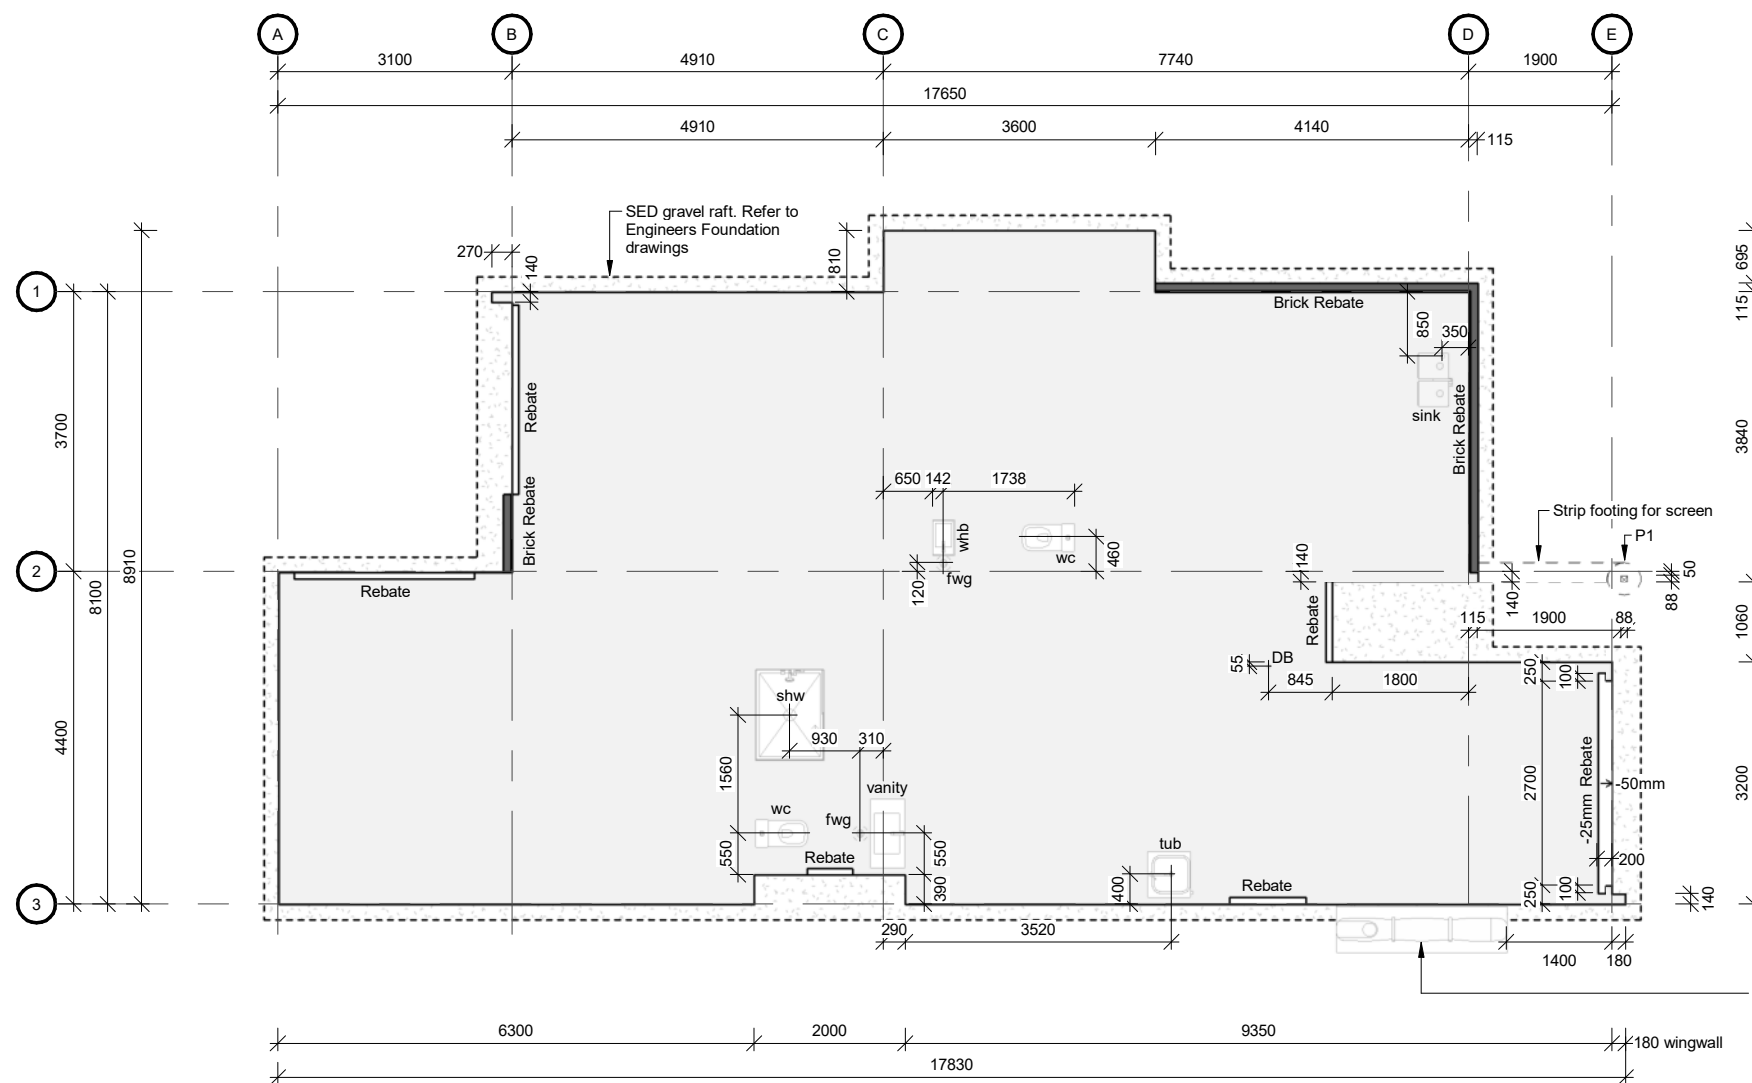 A
B
C
D
E
3100
4910
7740
1900
17650
4910
3600
4140
115
SED gravel raft. Refer to
Engineers Foundation
drawings
270
140
810
695
1
115
Brick Rebate
850
350
sink
Rebate
Brick Rebate
3700
8100
8910
3840
650
142
1738
Brick Rebate
whb
wc
460
fwg
120
Strip footing for screen
P1
140
50
2
Rebate
Rebate
140
88
1060
115
1900
88
55
DB
845
1800
250
100
shw
930
310
1560
4400
vanity
-25mm Rebate
2700
-50mm
3200
wc
fwg
550
Rebate
550
390
tub
400
Rebate
200
250
100
140
3
290
3520
1400
180
6300
2000
9350
180 wingwall
17830